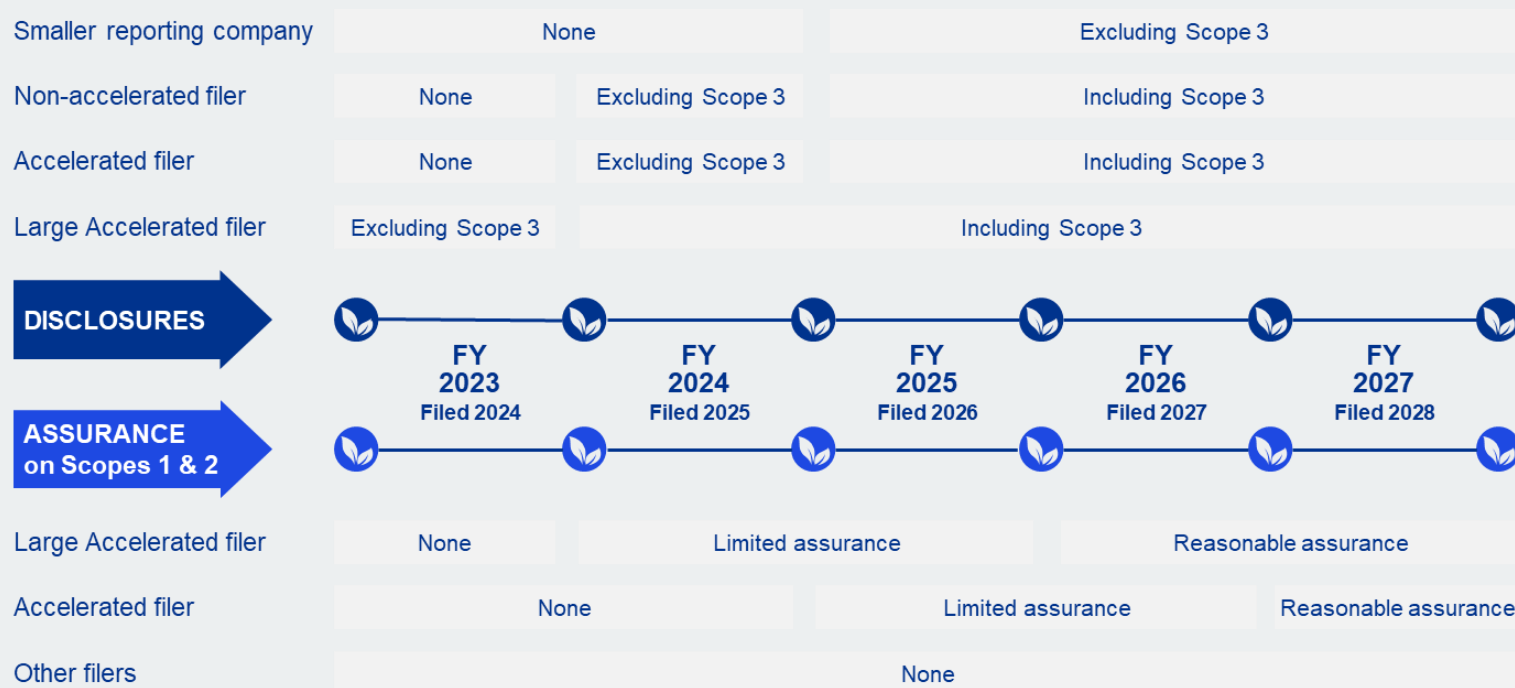 Smaller reporting company None Excluding Scope 3
Non-accelerated filer None Excluding Scope 3 Including Scope 3
Accelerated filer None Excluding Scope 3 Including Scope 3
Large Accelerated filer Excluding Scope 3 Including Scope 3
DISCLOSURES
FY FY FY FY FY
2023 2024 2025 2026 2027
Filed 2024 Filed 2025 Filed 2026 Filed 2027 Filed 2028
ASSURANCE
on Scopes 1 & 2
Large Accelerated filer None Limited assurance Reasonable assurance
Accelerated filer None Limited assurance Reasonable assurance
Other filers None